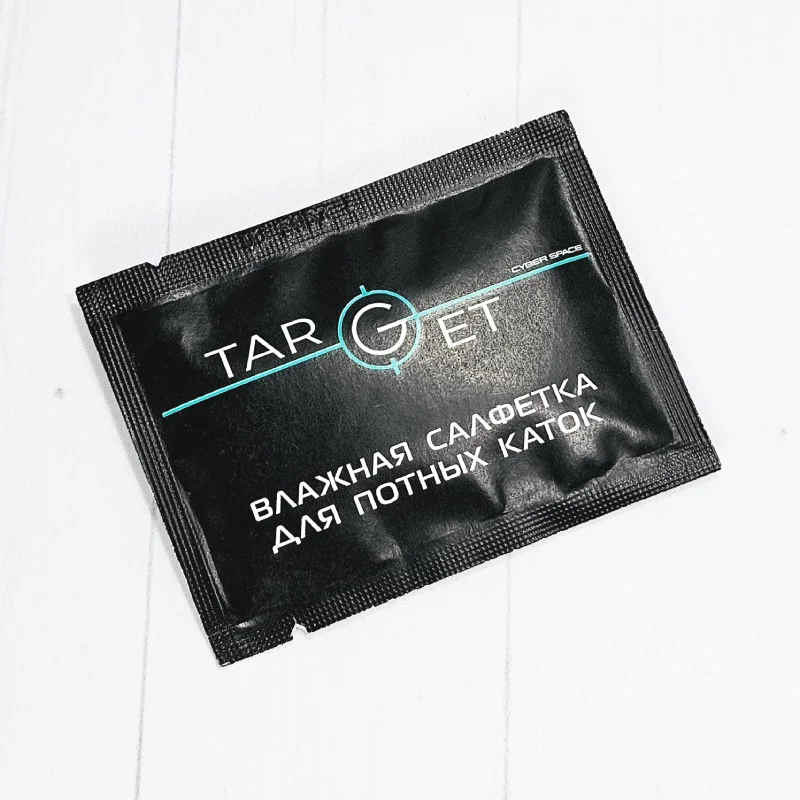 CYBER SPACE
TARGET
ВЛАЖНАЯ САЛФЕТКА
ДЛЯ ПОТНЫХ КАТОК